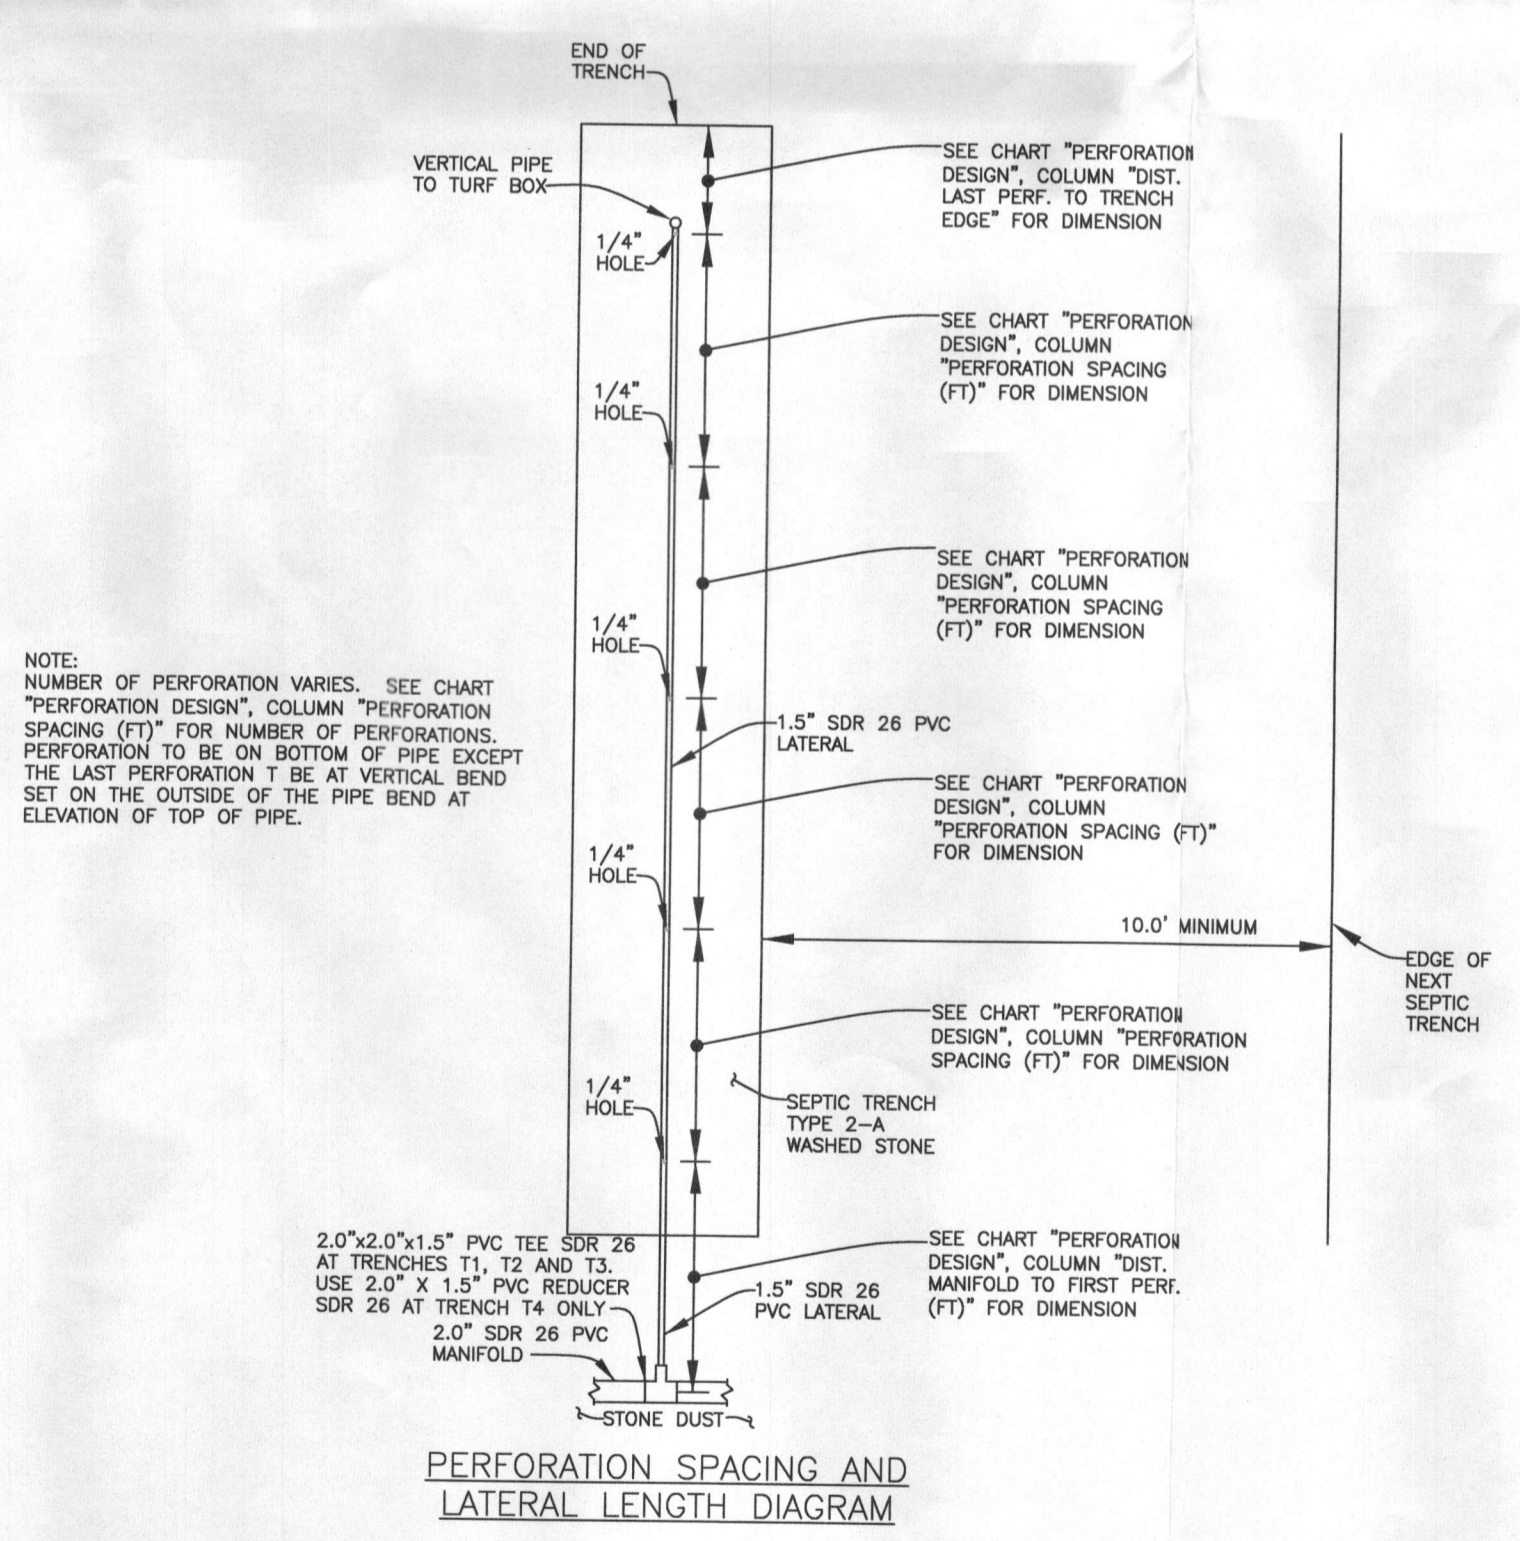 END OF
TRENCH
VERTICAL PIPE
TO TURF BOX
SEE CHART "PERFORATION
DESIGN", COLUMN "DIST.
LAST PERF. TO TRENCH
EDGE" FOR DIMENSION
1/4"
HOLE
SEE CHART "PERFORATION
DESIGN", COLUMN
"PERFORATION SPACING
(FT)" FOR DIMENSION
1/4"
HOLE
SEE CHART "PERFORATION
DESIGN", COLUMN
"PERFORATION SPACING
(FT)" FOR DIMENSION
1/4"
HOLE
NOTE:
NUMBER OF PERFORATION VARIES. SEE CHART
"PERFORATION DESIGN", COLUMN "PERFORATION
SPACING (FT)" FOR NUMBER OF PERFORATIONS.
PERFORATION TO BE ON BOTTOM OF PIPE EXCEPT
THE LAST PERFORATION T BE AT VERTICAL BEND
SET ON THE OUTSIDE OF THE PIPE BEND AT
ELEVATION OF TOP OF PIPE.
1.5" SDR 26 PVC
LATERAL
SEE CHART "PERFORATION
DESIGN", COLUMN
"PERFORATION SPACING (FT)"
FOR DIMENSION
1/4"
HOLE
10.0' MINIMUM
EDGE OF
NEXT
SEPTIC
TRENCH
SEE CHART "PERFORATION
DESIGN", COLUMN "PERFORATION
SPACING (FT)" FOR DIMENSION
1/4"
HOLE
SEPTIC TRENCH
TYPE 2-A
WASHED STONE
2.0"x2.0"x1.5" PVC TEE SDR 26
AT TRENCHES T1, T2 AND T3.
USE 2.0" X 1.5" PVC REDUCER
SDR 26 AT TRENCH T4 ONLY
2.0" SDR 26 PVC
MANIFOLD
SEE CHART "PERFORATION
DESIGN", COLUMN "DIST.
MANIFOLD TO FIRST PERF.
(FT)" FOR DIMENSION
1.5" SDR 26
PVC LATERAL
STONE DUST
PERFORATION SPACING AND
LATERAL LENGTH DIAGRAM